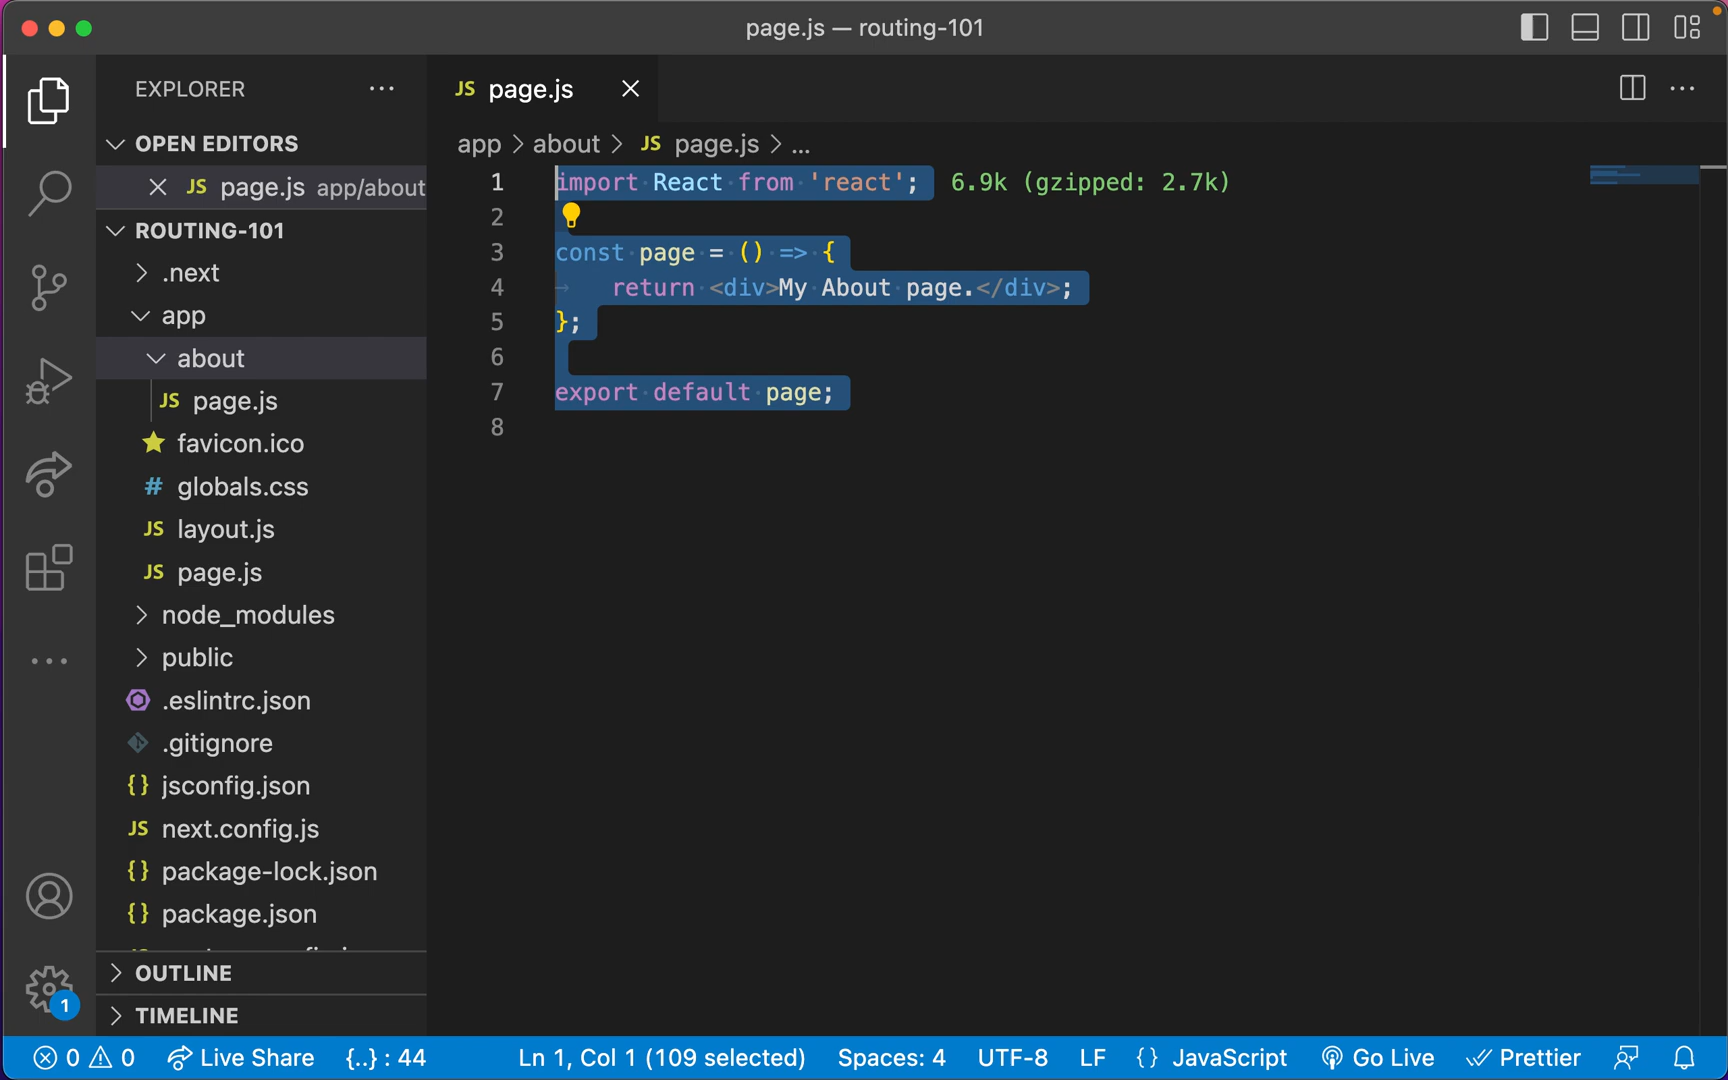 page.js — routing-101
EXPLORER
OPEN EDITORS
JS page.js app/about
ROUTING-101
.next
app
about
JS page.js
favicon.ico
# globals.css
JS layout.js
JS page.js
node_modules
public
.eslintrc.json
.gitignore
{} jsconfig.json
JS next.config.js
{} package-lock.json
{} package.json
OUTLINE
TIMELINE
1
JS page.js
app > about > JS page.js > ...
1 import React from 'react'; 6.9k (gzipped: 2.7k)
2
3 const page = () => {
4 return <div>My About page.</div>;
5 };
6
7 export default page;
8
0 0 Live Share {..} : 44 Ln 1, Col 1 (109 selected) Spaces: 4 UTF-8 LF {} JavaScript Go Live Prettier